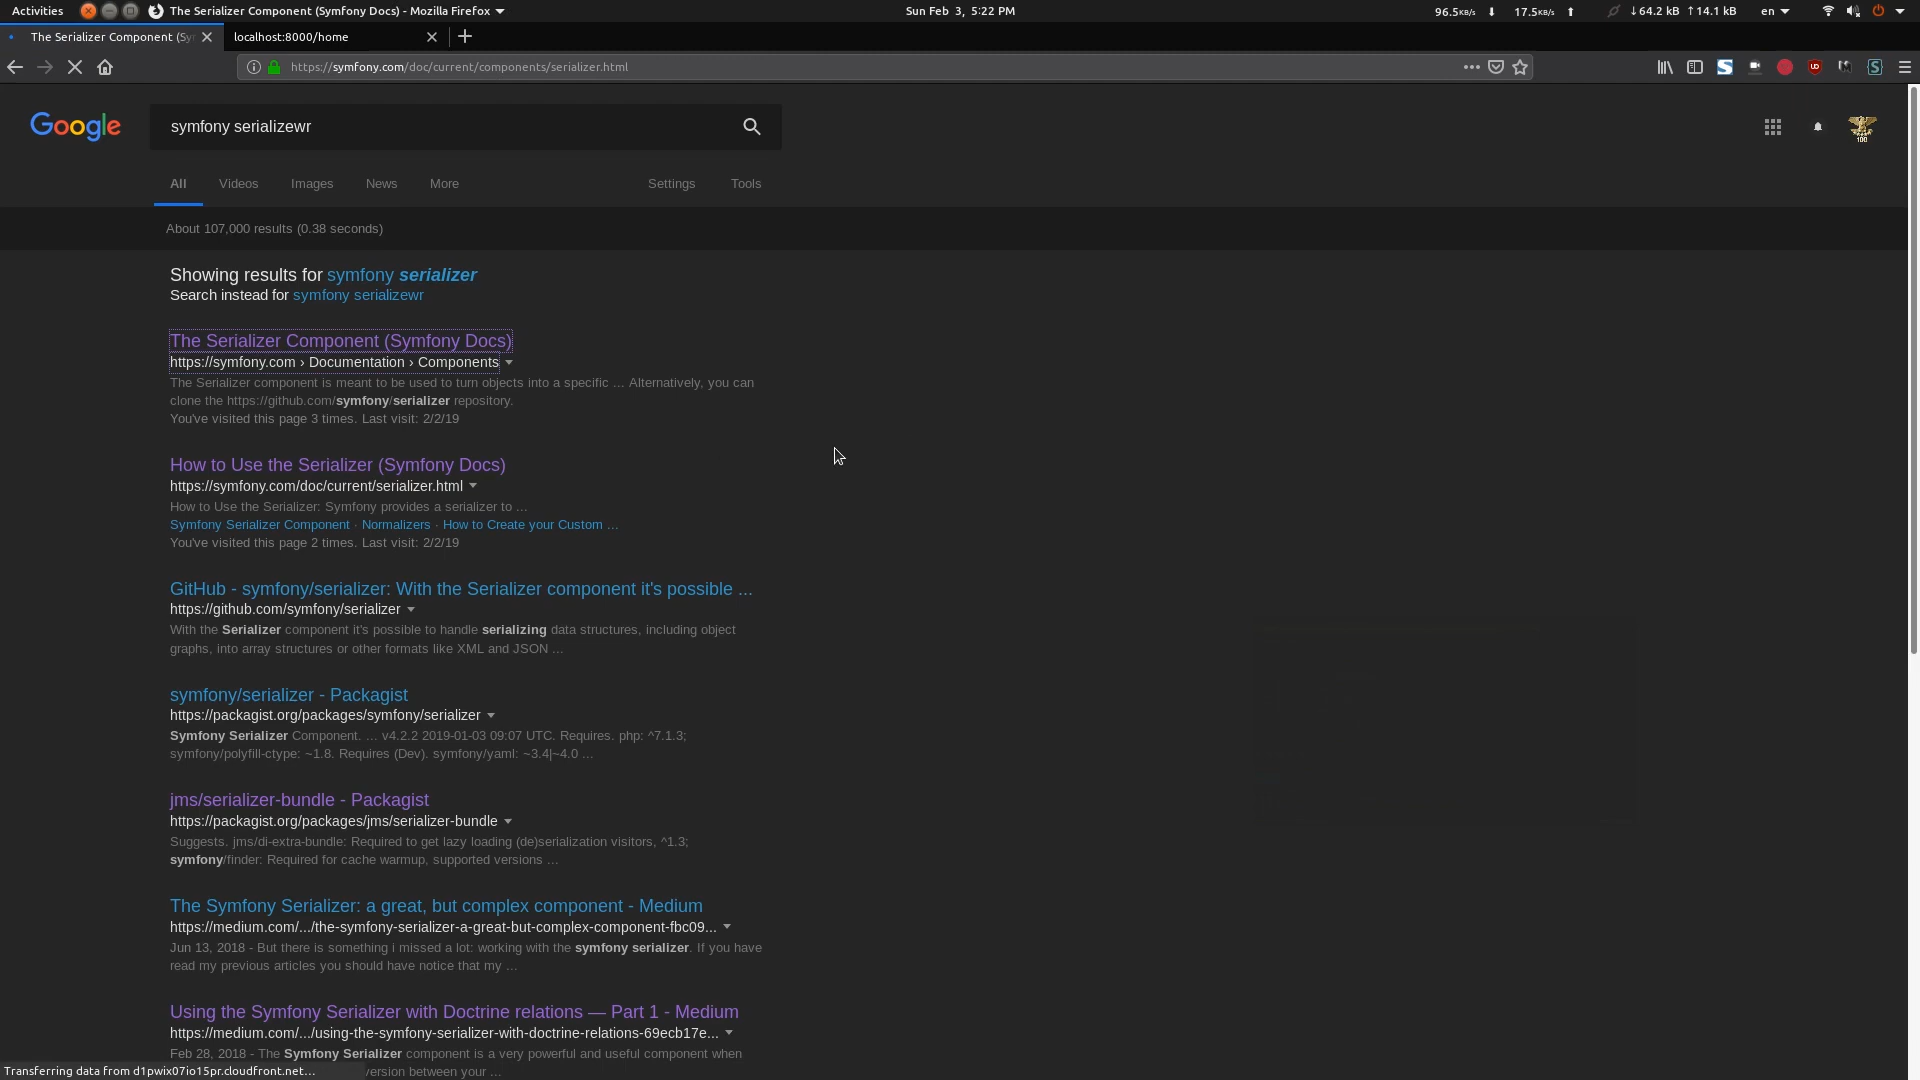 Activities The Serializer Component (Symfony Docs) - Mozilla Firefox Sun Feb 3, 5:22 PM 96.5KB/s ⬇ 17.5KB/s ⬆ ↓64.2 kB ↑14.1 kB en
The Serializer Component (Sy localhost:8000/home
https://symfony.com/doc/current/components/serializer.html
Google symfony serializewr
100
All Videos Images News More Settings Tools
About 107,000 results (0.38 seconds)
Showing results for symfony serializer
Search instead for symfony serializewr
The Serializer Component (Symfony Docs)
https://symfony.com › Documentation › Components
The Serializer component is meant to be used to turn objects into a specific ... Alternatively, you can
clone the https://github.com/symfony/serializer repository.
You've visited this page 3 times. Last visit: 2/2/19
How to Use the Serializer (Symfony Docs)
https://symfony.com/doc/current/serializer.html
How to Use the Serializer: Symfony provides a serializer to ...
Symfony Serializer Component · Normalizers · How to Create your Custom ...
You've visited this page 2 times. Last visit: 2/2/19
GitHub - symfony/serializer: With the Serializer component it's possible ...
https://github.com/symfony/serializer
With the Serializer component it's possible to handle serializing data structures, including object
graphs, into array structures or other formats like XML and JSON ...
symfony/serializer - Packagist
https://packagist.org/packages/symfony/serializer
Symfony Serializer Component. ... v4.2.2 2019-01-03 09:07 UTC. Requires. php: ^7.1.3;
symfony/polyfill-ctype: ~1.8. Requires (Dev). symfony/yaml: ~3.4|~4.0 ...
jms/serializer-bundle - Packagist
https://packagist.org/packages/jms/serializer-bundle
Suggests. jms/di-extra-bundle: Required to get lazy loading (de)serialization visitors, ^1.3;
symfony/finder: Required for cache warmup, supported versions ...
The Symfony Serializer: a great, but complex component - Medium
https://medium.com/.../the-symfony-serializer-a-great-but-complex-component-fbc09...
Jun 13, 2018 - But there is something i missed a lot: working with the symfony serializer. If you have
read my previous articles you should have notice that my ...
Using the Symfony Serializer with Doctrine relations — Part 1 - Medium
https://medium.com/.../using-the-symfony-serializer-with-doctrine-relations-69ecb17e...
Feb 28, 2018 - The Symfony Serializer component is a very powerful and useful component when
Transferring data from d1pwix07io15pr.cloudfront.net... version between your ...